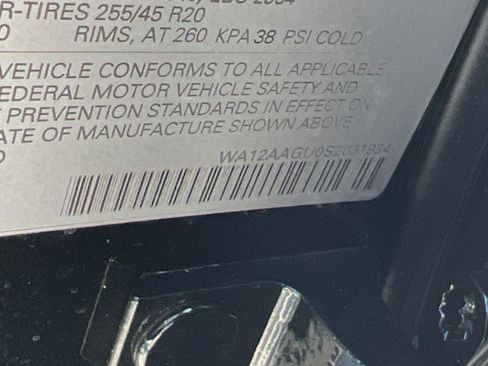 R-TIRES 255/45 R20
0 RIMS, AT 260 KPA 38 PSI COLD
VEHICLE CONFORMS TO ALL APPLICABLE
EDERAL MOTOR VEHICLE SAFETY AND
T PREVENTION STANDARDS IN EFFECT ON
ATE OF MANUFACTURE SHOWN ABOVE
WA12AAGU0S2031934